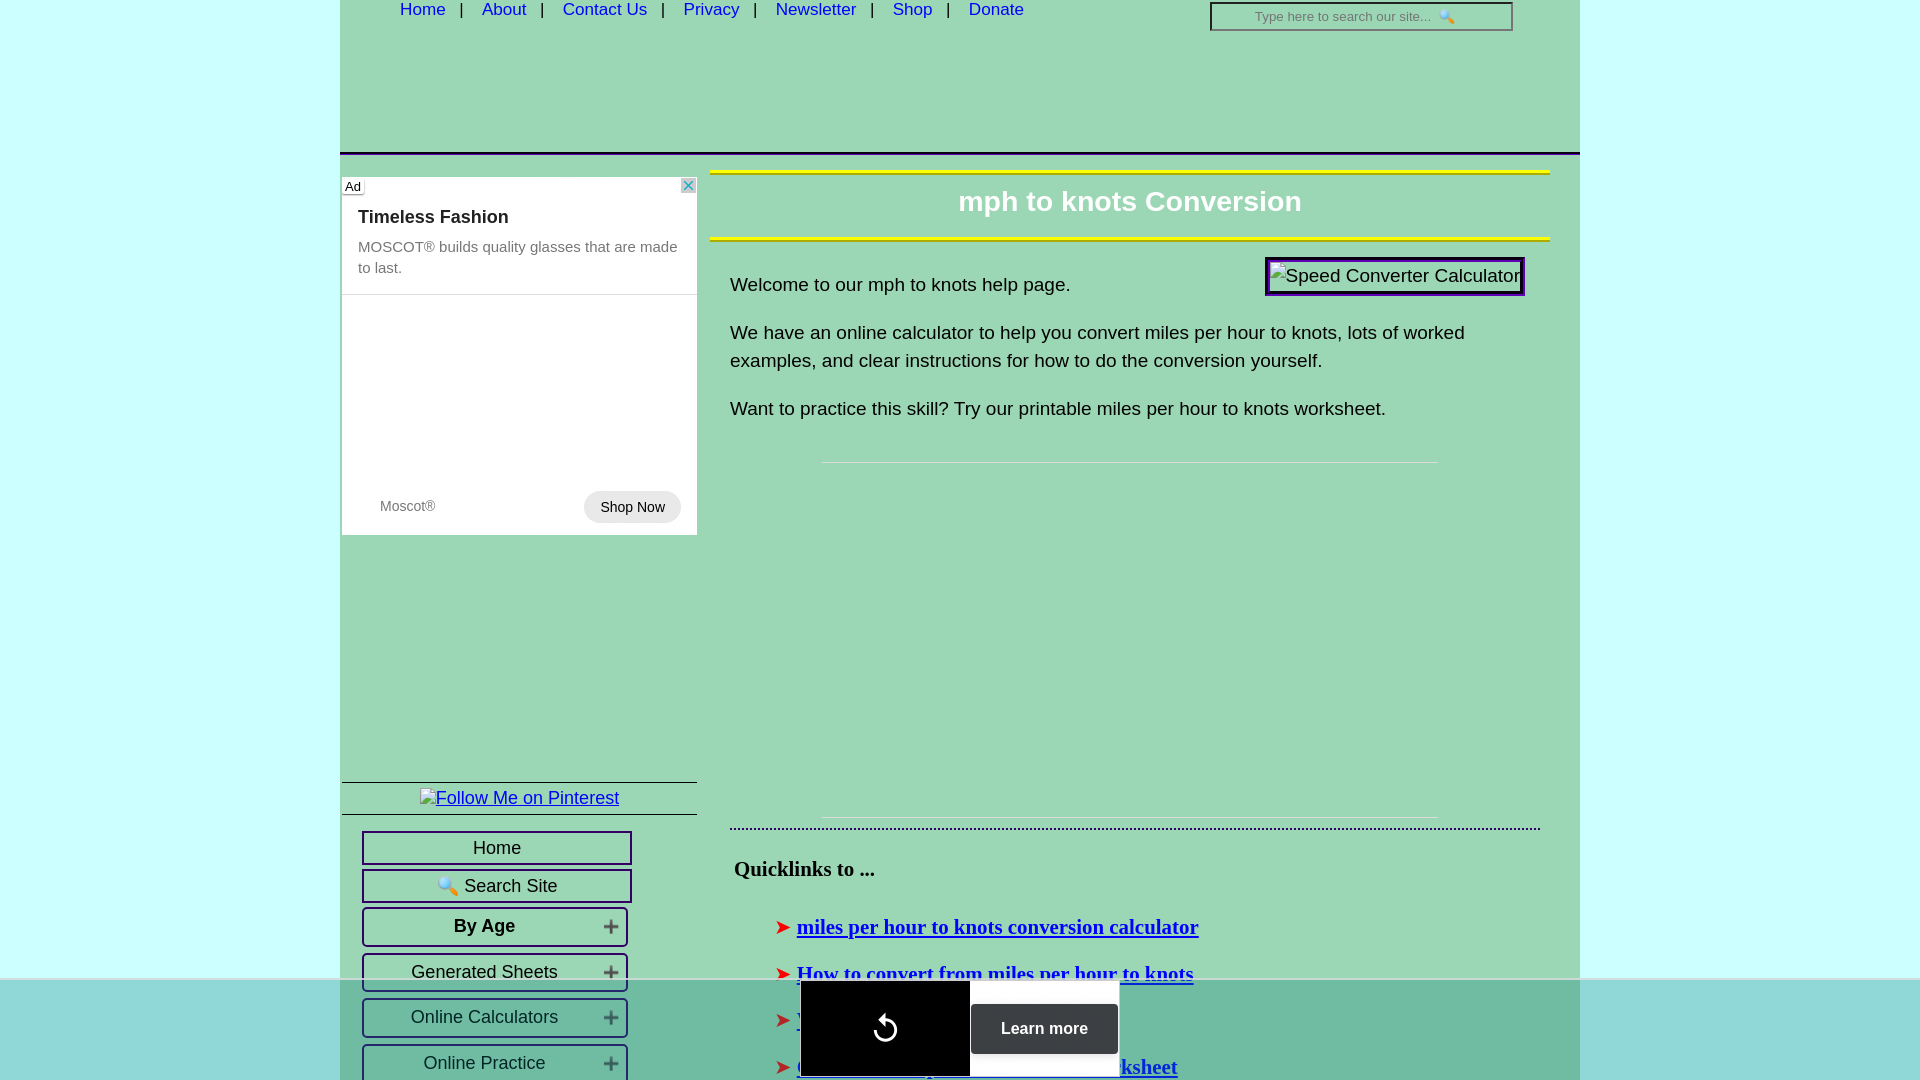 Home | About | Contact Us | Privacy | Newsletter | Shop | Donate
Type here to search our site... 🔍
Ad
Timeless Fashion
MOSCOT® builds quality glasses that are made
to last.
Moscot®
Shop Now
mph to knots Conversion
Speed Converter Calculator
Welcome to our mph to knots help page.
We have an online calculator to help you convert miles per hour to knots, lots of worked
examples, and clear instructions for how to do the conversion yourself.
Want to practice this skill? Try our printable miles per hour to knots worksheet.
Follow Me on Pinterest
Home
🔍 Search Site
By Age
Generated Sheets
Online Calculators
Online Practice
Quicklinks to ...
➤ miles per hour to knots conversion calculator
➤ How to convert from miles per hour to knots
Learn more